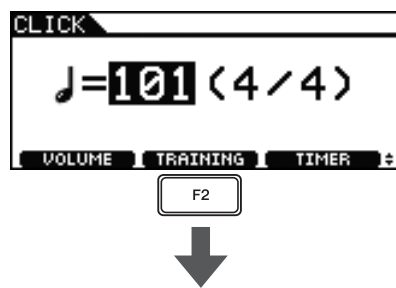 CLICK
♩=101(4/4)
VOLUME TRAINING TIMER
F2